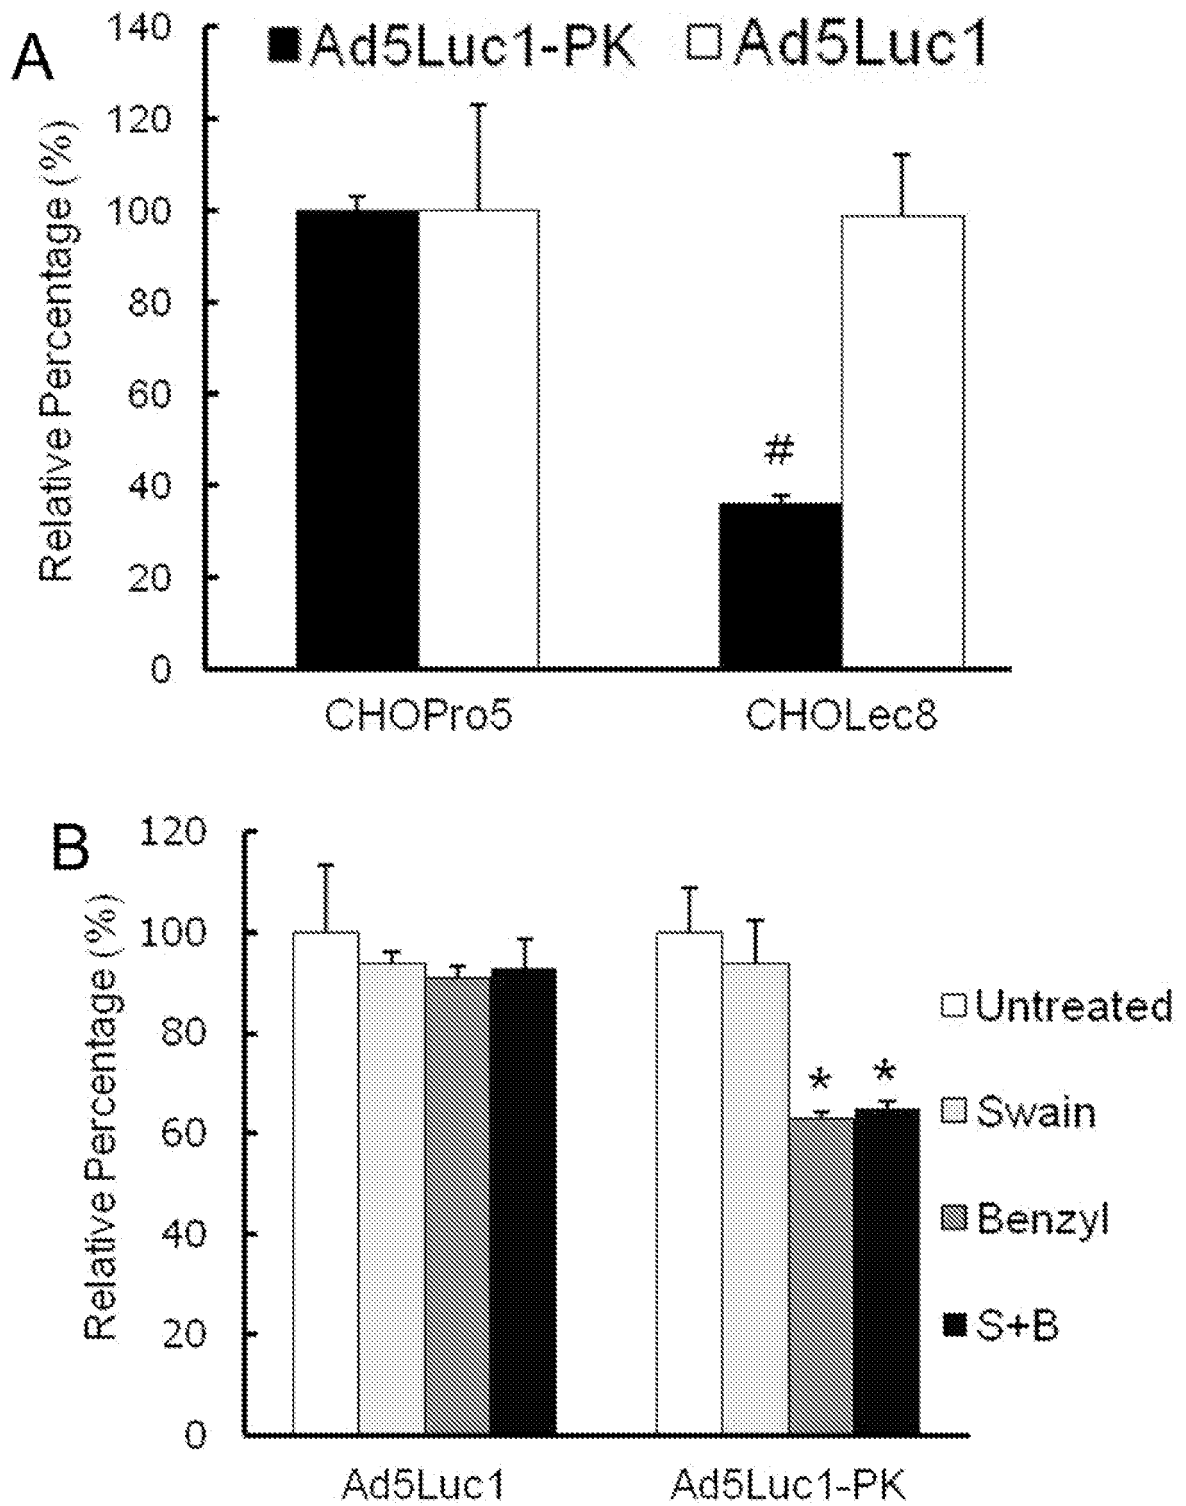 A
Ad5Luc1-PK Ad5Luc1
Relative Percentage (%)
140
120
100
80
60
40
20
0
#
CHOPro5 CHOLec8
B
Relative Percentage (%)
120
100
80
60
40
20
0
* *
Untreated
Swain
Benzyl
S+B
Ad5Luc1 Ad5Luc1-PK